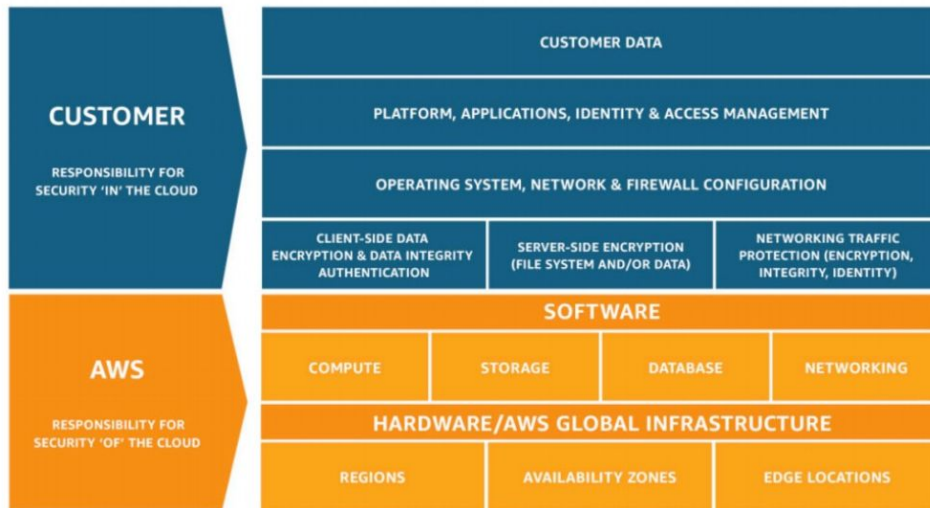 CUSTOMER
RESPONSIBILITY FOR
SECURITY ‘IN’ THE CLOUD
CUSTOMER DATA
PLATFORM, APPLICATIONS, IDENTITY & ACCESS MANAGEMENT
OPERATING SYSTEM, NETWORK & FIREWALL CONFIGURATION
CLIENT-SIDE DATA
ENCRYPTION & DATA INTEGRITY
AUTHENTICATION
SERVER-SIDE ENCRYPTION
(FILE SYSTEM AND/OR DATA)
NETWORKING TRAFFIC
PROTECTION (ENCRYPTION,
INTEGRITY, IDENTITY)
AWS
RESPONSIBILITY FOR
SECURITY ‘OF’ THE CLOUD
SOFTWARE
COMPUTE
STORAGE
DATABASE
NETWORKING
HARDWARE/AWS GLOBAL INFRASTRUCTURE
REGIONS
AVAILABILITY ZONES
EDGE LOCATIONS